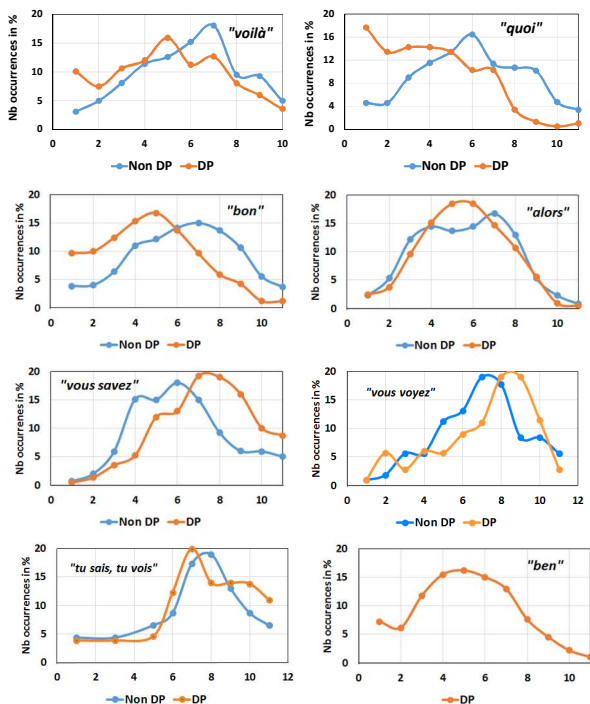 "voilà"
Nb occurrences in %
20
15
10
5
0
0 2 4 6 8 10
Non DP DP
"quoi"
Nb occurrences in %
20
16
12
8
4
0
0 2 4 6 8 10
Non DP DP
"bon"
Nb occurrences in %
20
15
10
5
0
0 2 4 6 8 10
Non DP DP
"alors"
Nb occurrences in %
20
15
10
5
0
0 2 4 6 8 10
Non DP DP
"vous savez"
Nb occurrenes in %
20
15
10
5
0
0 2 4 6 8 10
Non DP DP
"vous voyez"
Nb occurrences in %
20
15
10
5
0
0 2 4 6 8 10 12
Non DP DP
"tu sais, tu vois"
Nb occurences in %
20
15
10
5
0
0 2 4 6 8 10 12
Non DP DP
"ben"
Nb occurences in %
20
15
10
5
0
0 2 4 6 8 10
DP